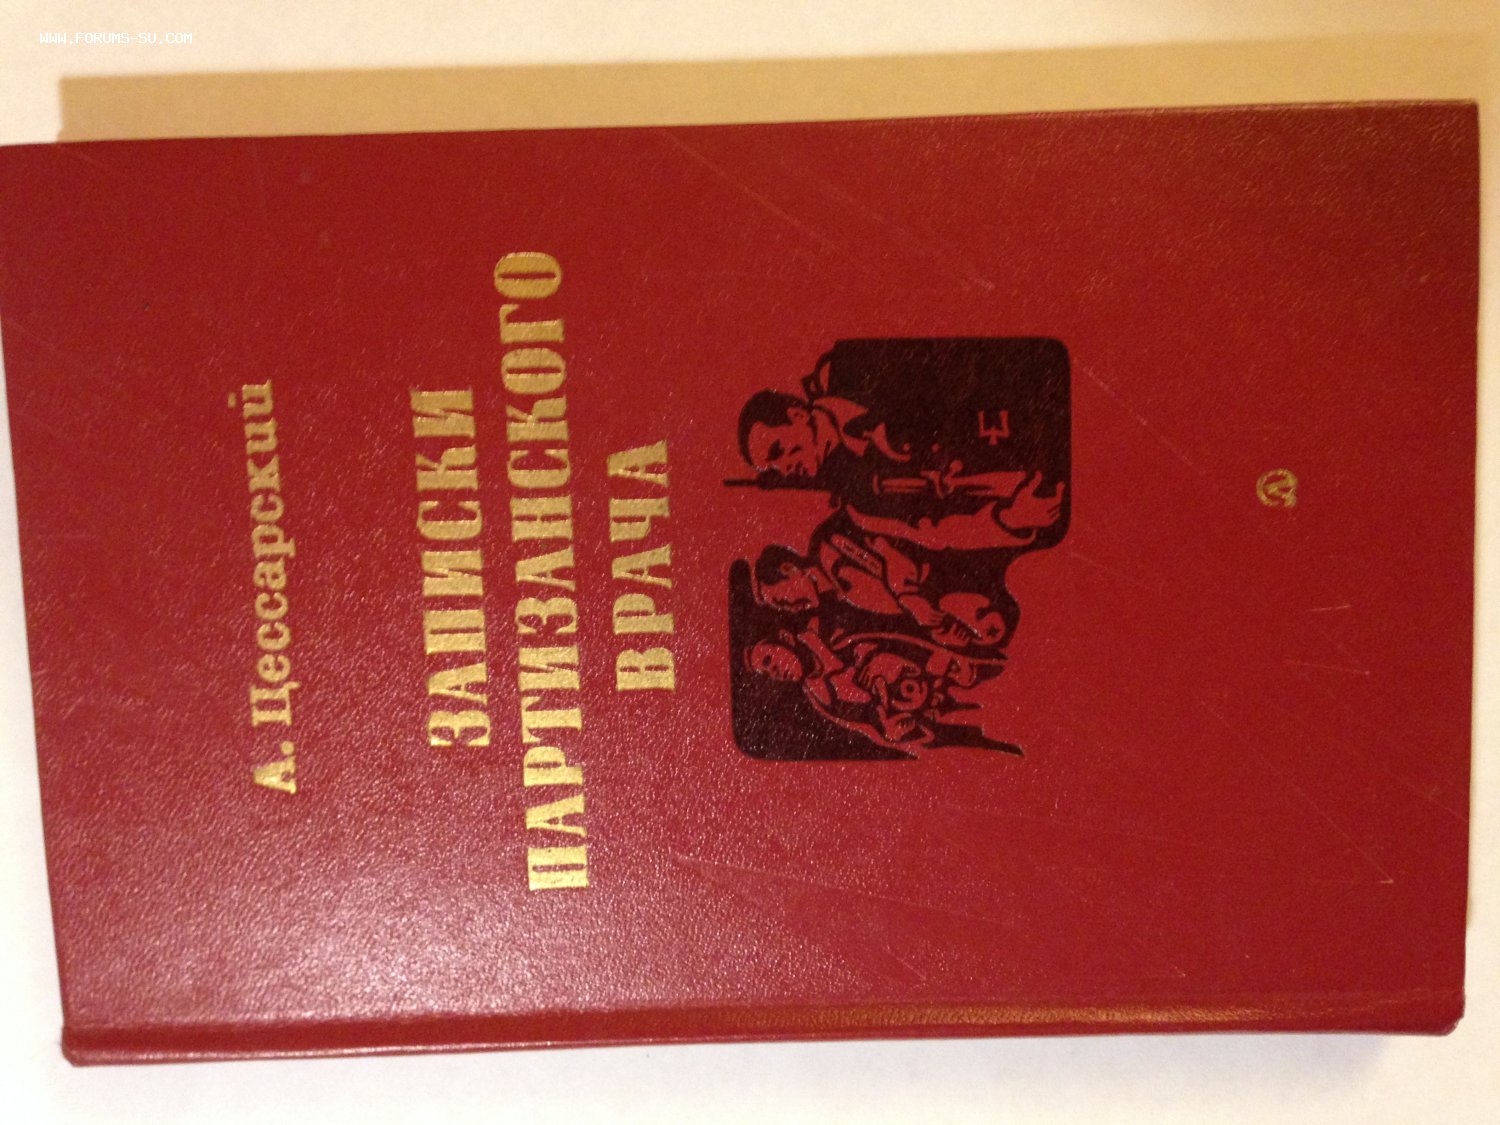 WWW.FORUMS-SU.COM
А. Цессарский
ЗАПИСКИ
ПАРТИЗАНСКОГО
ВРАЧА